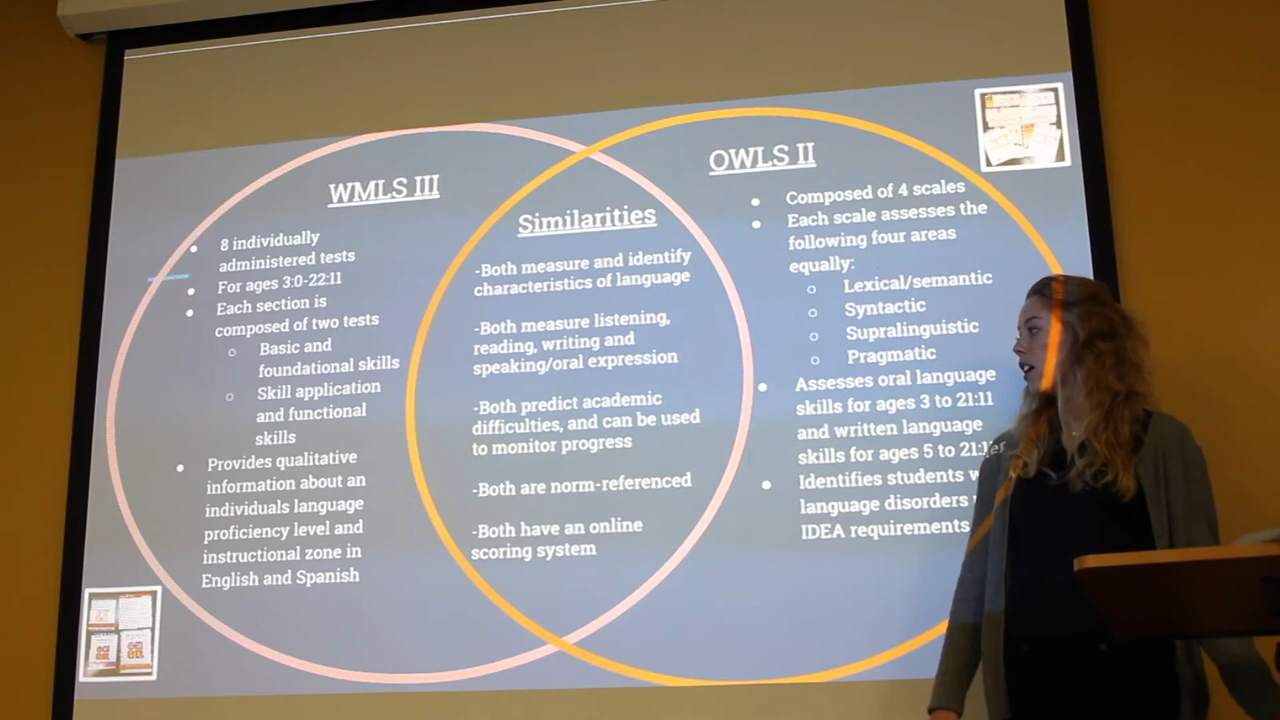 WMLS III
8 individually
administered tests
For ages 3:0-22:11
Each section is
composed of two tests
Basic and
foundational skills
Skill application
and functional
skills
Provides qualitative
information about an
individuals language
proficiency level and
instructional zone in
English and Spanish
Similarities
-Both measure and identify
characteristics of language
-Both measure listening,
reading, writing and
speaking/oral expression
-Both predict academic
difficulties, and can be used
to monitor progress
-Both are norm-referenced
-Both have an online
scoring system
OWLS II
Composed of 4 scales
Each scale assesses the
following four areas
equally:
Lexical/semantic
Syntactic
Supralinguistic
Pragmatic
Assesses oral language
skills for ages 3 to 21:11
and written language
skills for ages 5 to
Identifies students
language disorders
IDEA requirements